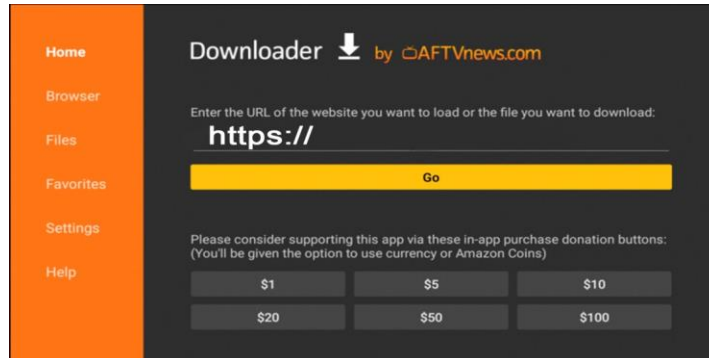 Home
Browser
Files
Favorites
Settings
Help
Downloader by AFTVnews.com
Enter the URL of the website you want to load or the file you want to download:
https://
Go
Please consider supporting this app via these in-app purchase donation buttons:
(You'll be given the option to use currency or Amazon Coins)
$1 $5 $10
$20 $50 $100